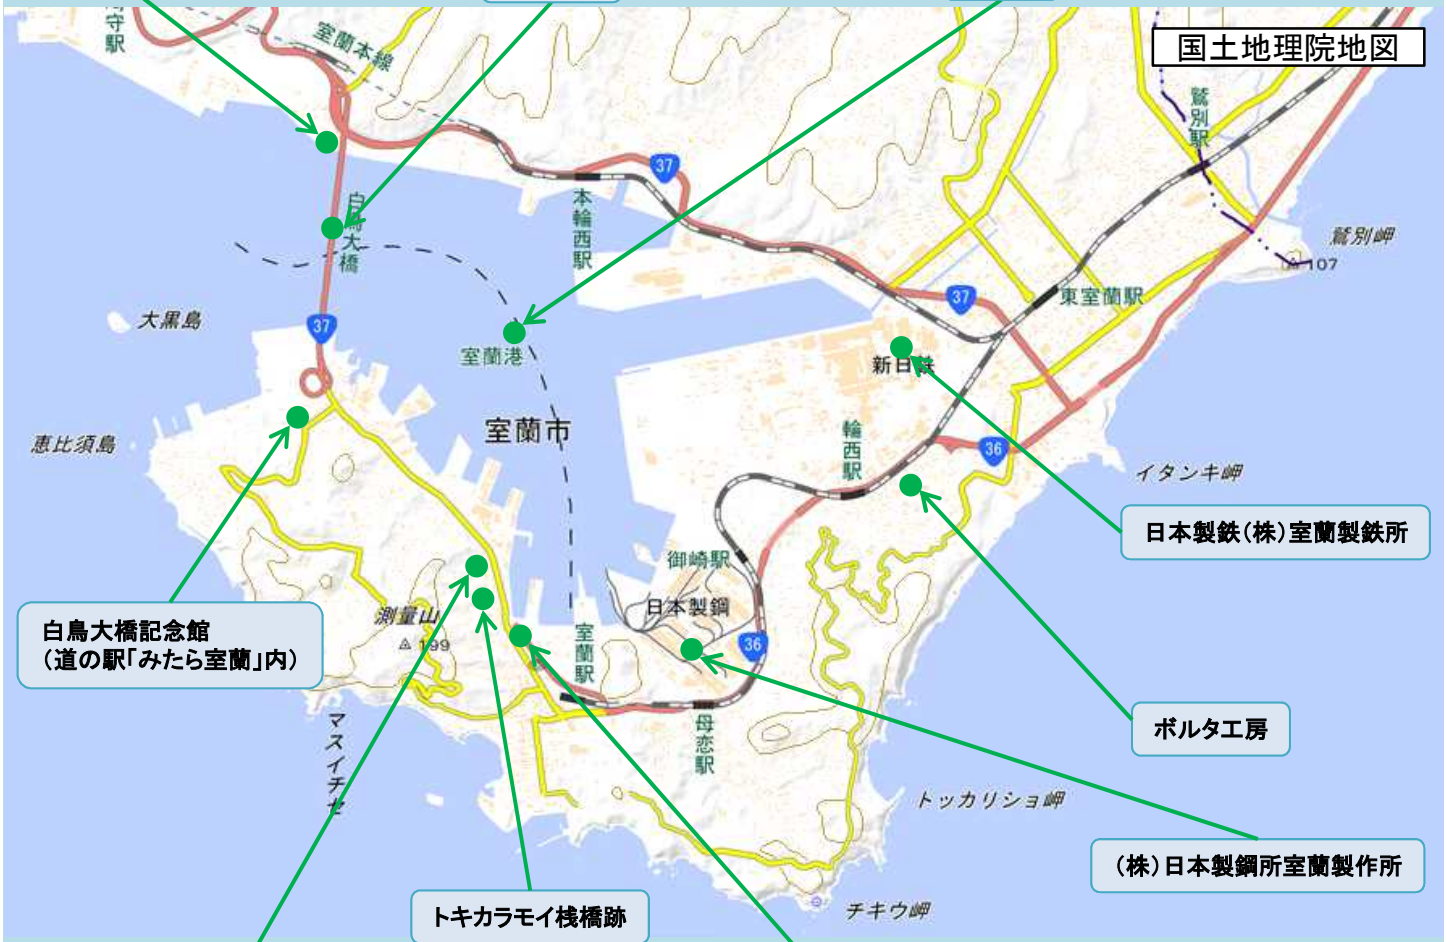 国土地理院地図
守駅
室蘭本線
鷲別駅
37
白鳥大橋
本輪西駅
鷲別岬
107
37
東室蘭駅
大黒島
37
室蘭港
新日鉄
室蘭市
恵比須島
輪西駅
36
イタンキ岬
日本製鉄(株)室蘭製鉄所
御崎駅
日本製鋼
測量山
199
室蘭駅
36
白鳥大橋記念館
(道の駅「みたら室蘭」内)
マスイチセ
母恋駅
ボルタ工房
トッカリショ岬
(株)日本製鋼所室蘭製作所
トキカラモイ桟橋跡
チキウ岬